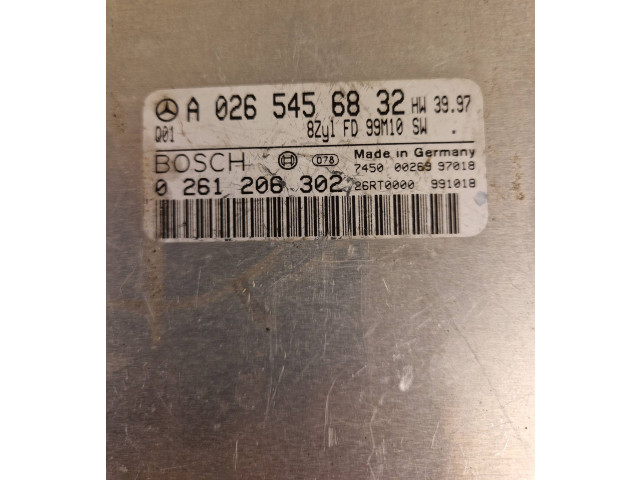 A 026 545 68 32 HW 39.97
Q01 8Zyl FD 99M10 SW .
BOSCH 078 Made in Germany
7450 00269 97018
0 261 206 302 26RT0000 991018